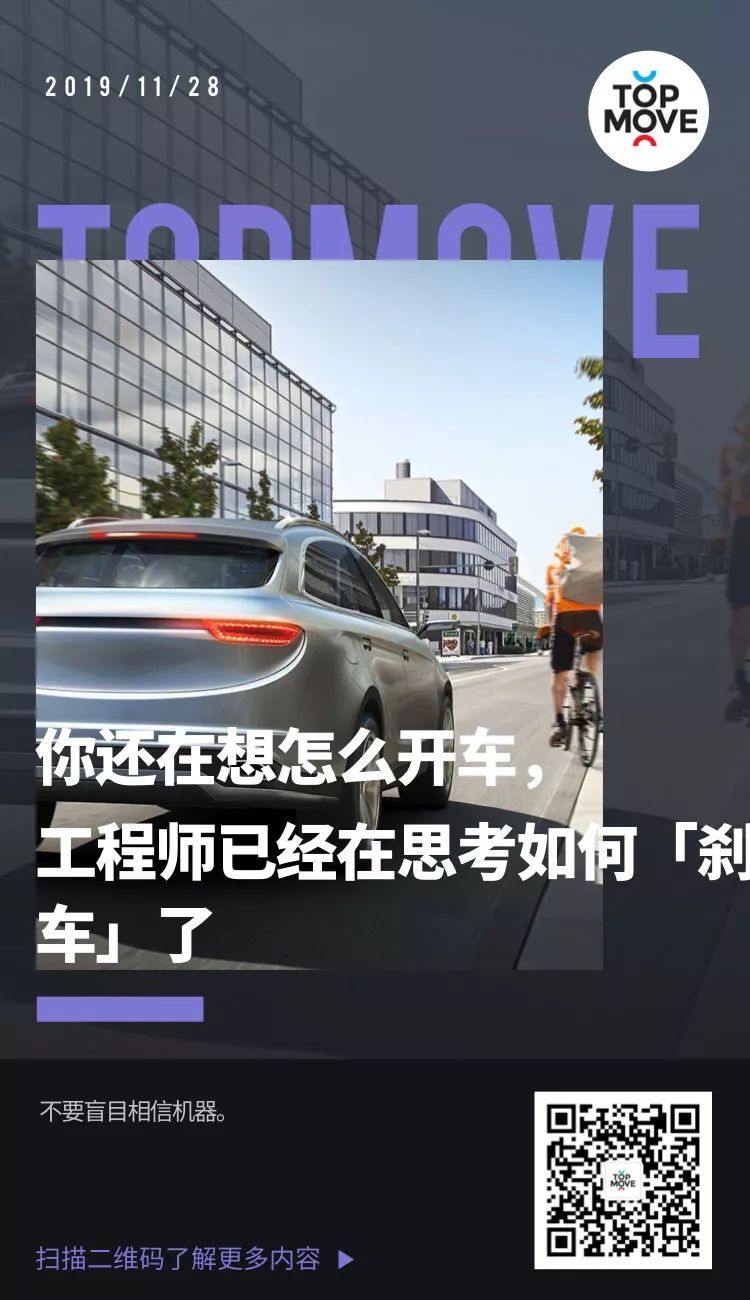 2019/11/28
TOP
MOVE
TOPMOVE
你还在想怎么开车，
工程师已经在思考如何「刹
车」了
不要盲目相信机器。
TOP
MOVE
扫描二维码了解更多内容